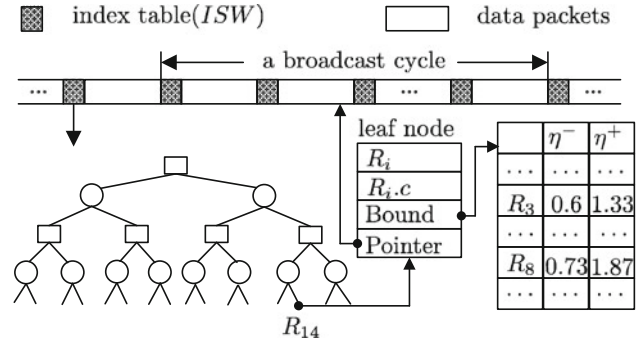 index table(ISW) data packets
a broadcast cycle
... ... ...
leaf node
R_i
R_i.c
Bound
Pointer
η⁻ η⁺
... ... ...
R_3 0.6 1.33
... ... ...
R_8 0.73 1.87
... ... ...
R_14